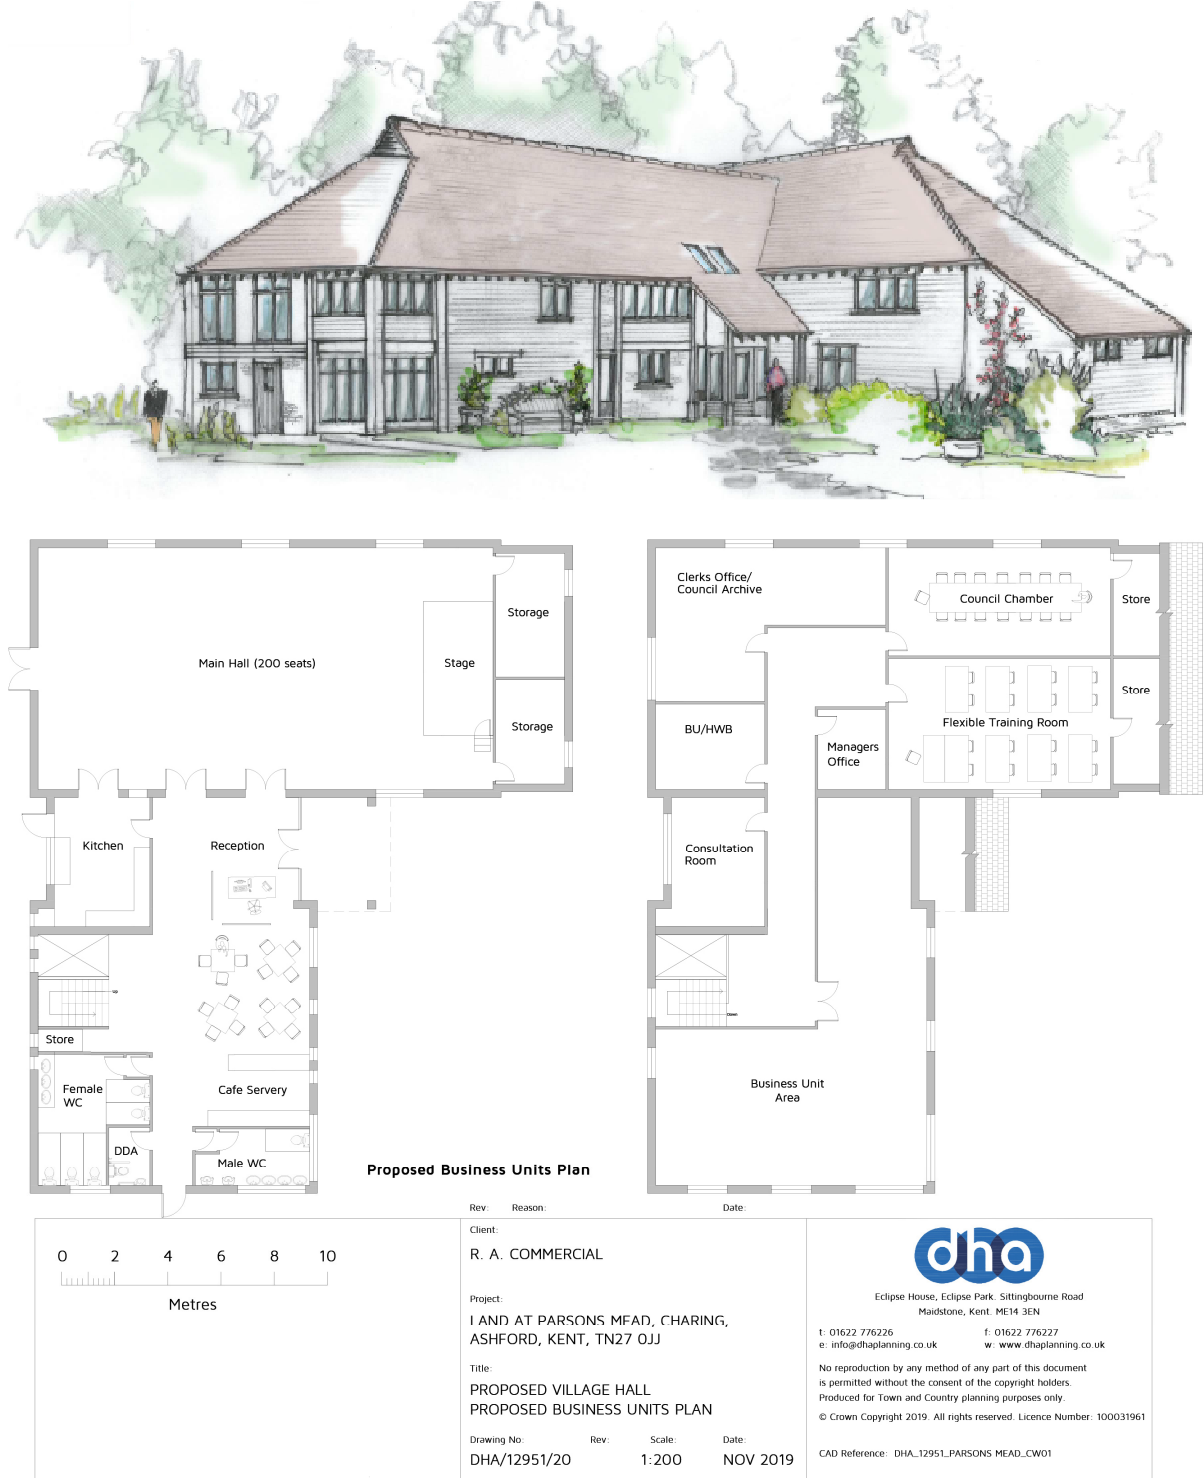 Storage
Main Hall (200 seats)
Stage
Storage
Kitchen
Reception
Up
Store
Female
WC
Cafe Servery
DDA
Male WC
Clerks Office/
Council Archive
Council Chamber
Store
Store
BU/HWB
Flexible Training Room
Managers
Office
Consultation
Room
Down
Business Unit
Area
Proposed Business Units Plan
0 2 4 6 8 10
Metres
Rev: Reason: Date:
Client:
R. A. COMMERCIAL
Project:
LAND AT PARSONS MEAD, CHARING,
ASHFORD, KENT, TN27 0JJ
Title:
PROPOSED VILLAGE HALL
PROPOSED BUSINESS UNITS PLAN
Drawing No: Rev: Scale: Date:
DHA/12951/20 1:200 NOV 2019
dha
Eclipse House, Eclipse Park. Sittingbourne Road
Maidstone, Kent. ME14 3EN
t: 01622 776226 f: 01622 776227
e: info@dhaplanning.co.uk w: www.dhaplanning.co.uk
No reproduction by any method of any part of this document
is permitted without the consent of the copyright holders.
Produced for Town and Country planning purposes only.
© Crown Copyright 2019. All rights reserved. Licence Number: 100031961
CAD Reference: DHA_12951_PARSONS MEAD_CW01